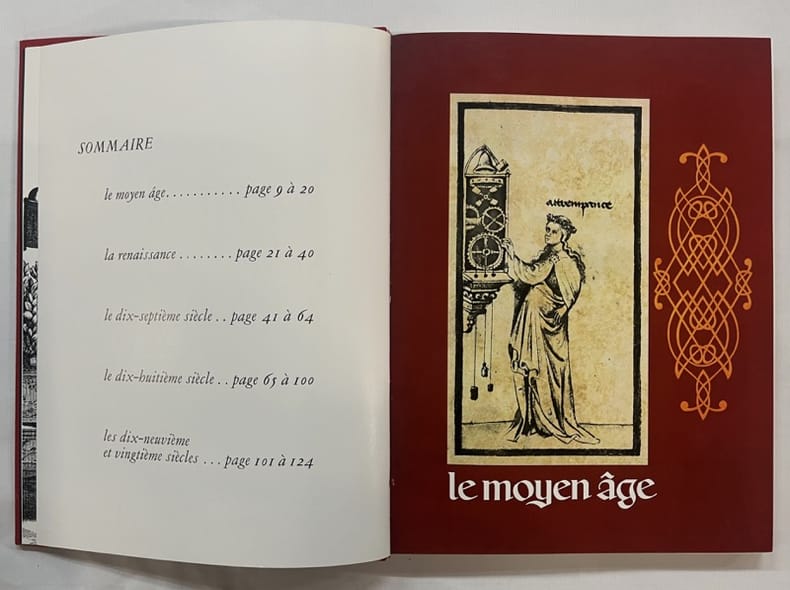 SOMMAIRE
le moyen âge........... page 9 à 20
la renaissance ........ page 21 à 40
le dix-septième siècle .. page 41 à 64
le dix-huitième siècle .. page 65 à 100
les dix-neuvième
et vingtième siècles ... page 101 à 124
attemprence
le moyen âge